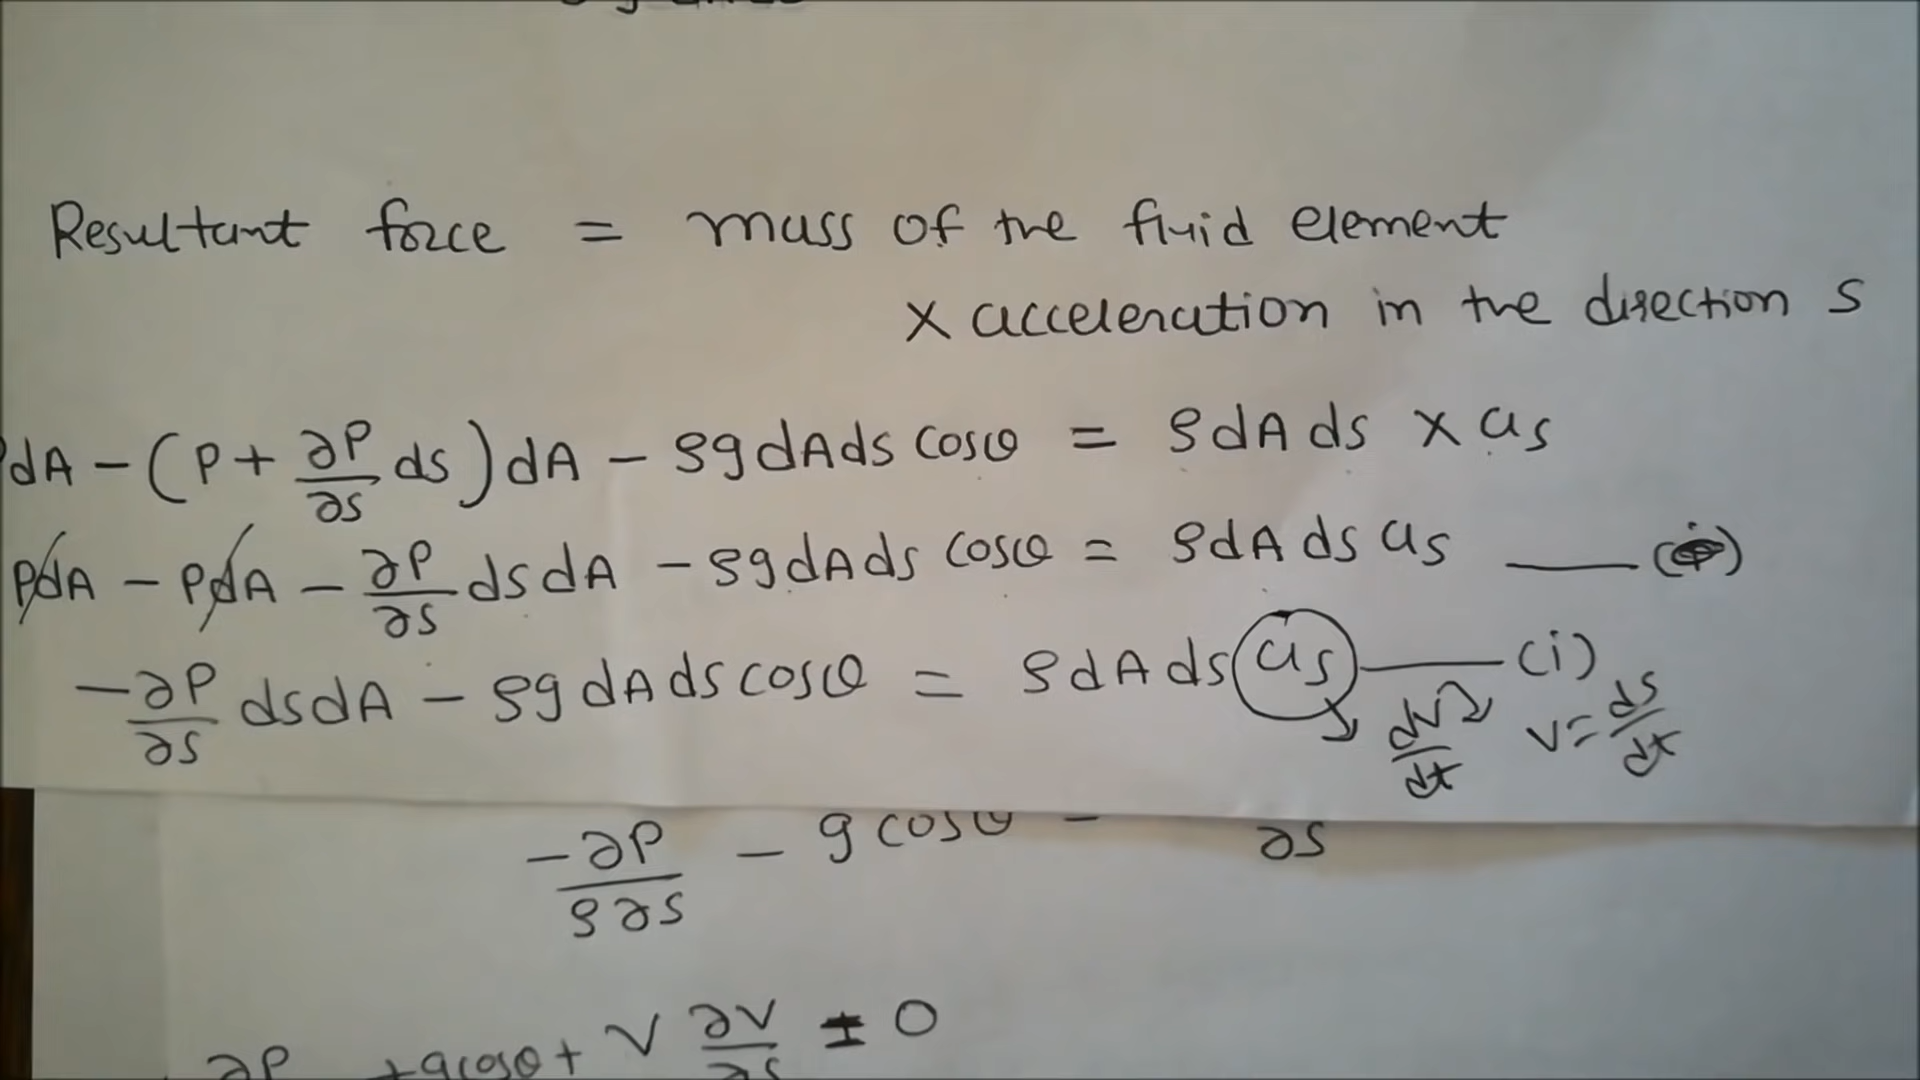 Resultant force = mass of the fluid element
× acceleration in the direction s
PdA − (P + ∂P/∂s ds) dA − ρg dA ds cosθ = ρ dA ds × as
PdA − PdA − ∂P/∂s ds dA − ρg dA ds cosθ = ρ dA ds as
−∂P/∂s ds dA − ρg dA ds cosθ = ρ dA ds as —— (i)
dv/dt v = ds/dt
−∂P/ρ∂s − g cosθ − ∂s
∂P + g cosθ + V ∂V/∂s = 0